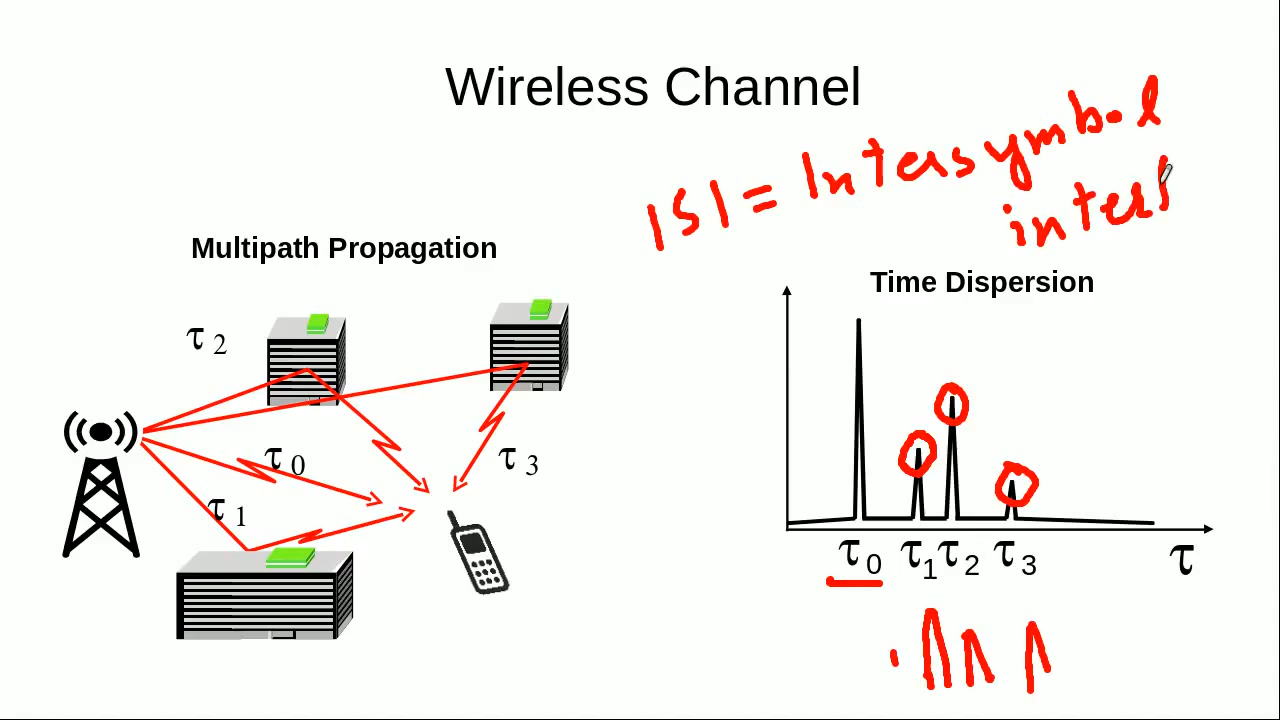 Wireless Channel
ISI = Intersymbol
inter
Multipath Propagation
Time Dispersion
τ 2
τ 0
τ 3
τ 1
τ0 τ1 τ2 τ3 τ